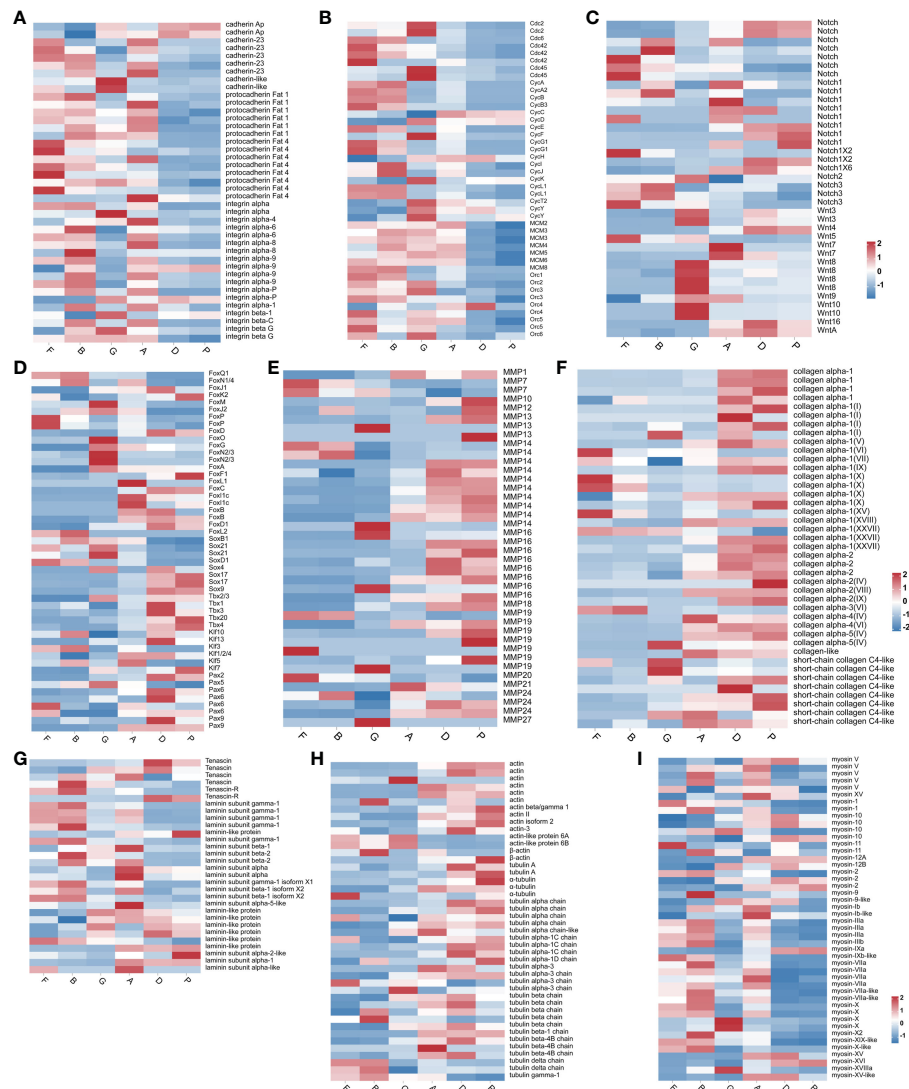 A
cadherin Ap
cadherin Ap
cadherin-23
cadherin-23
cadherin-23
cadherin-23
cadherin-23
cadherin-like
cadherin-like
protocadherin Fat 1
protocadherin Fat 1
protocadherin Fat 1
protocadherin Fat 1
protocadherin Fat 1
protocadherin Fat 1
protocadherin Fat 4
protocadherin Fat 4
protocadherin Fat 4
protocadherin Fat 4
protocadherin Fat 4
protocadherin Fat 4
protocadherin Fat 4
protocadherin Fat 4
integrin alpha
integrin alpha
integrin alpha-4
integrin alpha-6
integrin alpha-6
integrin alpha-8
integrin alpha-8
integrin alpha-9
integrin alpha-9
integrin alpha-9
integrin alpha-9
integrin alpha-P
integrin alpha-P
integrin alpha-1
integrin beta-1
integrin beta-C
integrin beta G
integrin beta G
F B G A D P
B
Cdc2
Cdc2
Cdc6
Cdc42
Cdc42
Cdc42
Cdc45
Cdc45
CycA
CycA2
CycB
CycB3
CycC
CycD
CycE
CycF
CycG1
CycG1
CycH
CycI
CycJ
CycK
CycL1
CycL1
CycT2
CycY
CycY
MCM2
MCM3
MCM3
MCM4
MCM5
MCM6
MCM8
Orc1
Orc2
Orc3
Orc3
Orc4
Orc4
Orc5
Orc5
Orc6
F B G A D P
C
Notch
Notch
Notch
Notch
Notch
Notch
Notch
Notch1
Notch1
Notch1
Notch1
Notch1
Notch1
Notch1
Notch1
Notch1X2
Notch1X2
Notch1X6
Notch2
Notch3
Notch3
Notch3
Wnt3
Wnt3
Wnt4
Wnt5
Wnt7
Wnt7
Wnt8
Wnt8
Wnt8
Wnt8
Wnt9
Wnt10
Wnt10
Wnt16
WntA
F B G A D P
2
1
0
-1
D
FoxQ1
FoxN1/4
FoxJ1
FoxK2
FoxM
FoxJ2
FoxP
FoxP
FoxD
FoxO
FoxG
FoxN2/3
FoxN2/3
FoxA
FoxF1
FoxL1
FoxC
FoxI1c
FoxI1c
FoxB
FoxB
FoxD1
FoxL2
SoxB1
Sox21
Sox21
SoxD1
Sox4
Sox17
Sox17
Sox9
Tbx2/3
Tbx1
Tbx3
Tbx20
Tbx4
Klf10
Klf13
Klf3
Klf1/2/4
Klf5
Klf7
Pax2
Pax5
Pax6
Pax6
Pax6
Pax6
Pax9
Pax9
F B G A D P
E
MMP1
MMP7
MMP7
MMP10
MMP12
MMP13
MMP13
MMP13
MMP14
MMP14
MMP14
MMP14
MMP14
MMP14
MMP14
MMP14
MMP14
MMP14
MMP16
MMP16
MMP16
MMP16
MMP16
MMP16
MMP16
MMP16
MMP18
MMP19
MMP19
MMP19
MMP19
MMP19
MMP19
MMP19
MMP20
MMP21
MMP24
MMP24
MMP24
MMP27
F B G A D P
F
collagen alpha-1
collagen alpha-1
collagen alpha-1
collagen alpha-1
collagen alpha-1(I)
collagen alpha-1(I)
collagen alpha-1(I)
collagen alpha-1(I)
collagen alpha-1(V)
collagen alpha-1(VI)
collagen alpha-1(VII)
collagen alpha-1(IX)
collagen alpha-1(X)
collagen alpha-1(X)
collagen alpha-1(X)
collagen alpha-1(X)
collagen alpha-1(XV)
collagen alpha-1(XVIII)
collagen alpha-1(XXVII)
collagen alpha-1(XXVII)
collagen alpha-1(XXVII)
collagen alpha-2
collagen alpha-2
collagen alpha-2
collagen alpha-2(IV)
collagen alpha-2(VIII)
collagen alpha-2(IX)
collagen alpha-3(VI)
collagen alpha-4(IV)
collagen alpha-4(VI)
collagen alpha-5(IV)
collagen alpha-5(IV)
collagen-like
short-chain collagen C4-like
short-chain collagen C4-like
short-chain collagen C4-like
short-chain collagen C4-like
short-chain collagen C4-like
short-chain collagen C4-like
short-chain collagen C4-like
short-chain collagen C4-like
F B G A D P
2
1
0
-1
-2
G
Tenascin
Tenascin
Tenascin
Tenascin
Tenascin-R
Tenascin-R
laminin subunit gamma-1
laminin subunit gamma-1
laminin subunit gamma-1
laminin subunit gamma-1
laminin-like protein
laminin subunit gamma-1
laminin subunit beta-1
laminin subunit beta-2
laminin subunit beta-2
laminin subunit alpha
laminin subunit alpha
laminin subunit gamma-1 isoform X1
laminin subunit beta-1 isoform X2
laminin subunit beta-1 isoform X2
laminin subunit alpha-5-like
laminin-like protein
laminin-like protein
laminin-like protein
laminin-like protein
laminin-like protein
laminin-like protein
laminin subunit alpha-2-like
laminin subunit alpha-1
laminin subunit alpha-like
F B G A D P
H
actin
actin
actin
actin
actin
actin
actin beta/gamma 1
actin II
actin isoform 2
actin-3
actin-like protein 6A
actin-like protein 6B
β-actin
β-actin
tubulin A
tubulin A
α-tubulin
α-tubulin
α-tubulin
tubulin alpha chain
tubulin alpha chain
tubulin alpha chain
tubulin alpha chain
tubulin alpha chain-like
tubulin alpha-1C chain
tubulin alpha-1C chain
tubulin alpha-1C chain
tubulin alpha-1D chain
tubulin alpha-3
tubulin alpha-3 chain
tubulin alpha-3 chain
tubulin alpha-3 chain
tubulin beta chain
tubulin beta chain
tubulin beta chain
tubulin beta chain
tubulin beta chain
tubulin beta-1 chain
tubulin beta-4B chain
tubulin beta-4B chain
tubulin beta-4B chain
tubulin delta chain
tubulin delta chain
tubulin gamma-1
I
myosin V
myosin V
myosin V
myosin V
myosin V
myosin XV
myosin-1
myosin-1
myosin-10
myosin-10
myosin-10
myosin-10
myosin-11
myosin-11
myosin-12A
myosin-12B
myosin-2
myosin-2
myosin-2
myosin-9
myosin-9-like
myosin-Ib
myosin-Ib-like
myosin-IIIa
myosin-IIIa
myosin-IIIa
myosin-IIIb
myosin-IXa
myosin-IXb-like
myosin-VIIa
myosin-VIIa
myosin-VIIa
myosin-VIIa-like
myosin-VIIa-like
myosin-X
myosin-X
myosin-X
myosin-X
myosin-X2
myosin-XIX-like
myosin-X-like
myosin-XV
myosin-XVI
myosin-XVIIIa
myosin-XV-like
2
1
0
-1